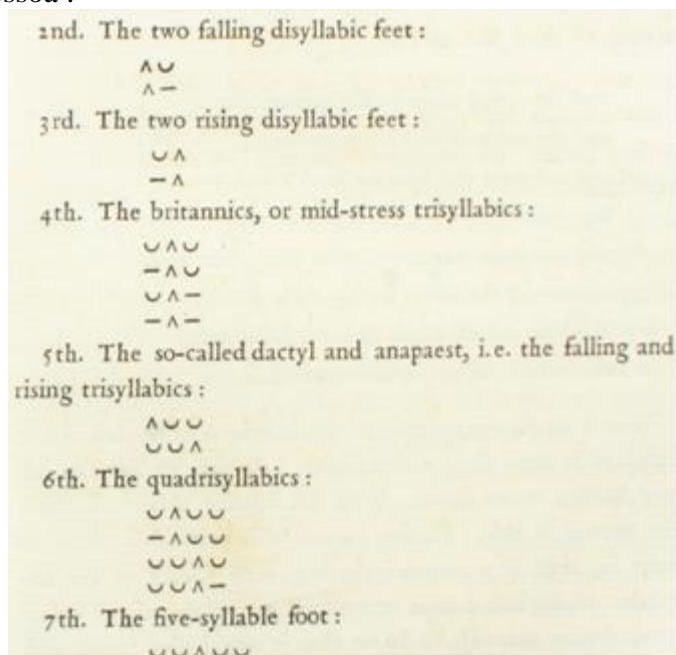 2nd. The two falling disyllabic feet :
∧ ⏑
∧ –
3rd. The two rising disyllabic feet :
⏑ ∧
– ∧
4th. The britannics, or mid-stress trisyllabics :
⏑ ∧ ⏑
– ∧ ⏑
⏑ ∧ –
– ∧ –
5th. The so-called dactyl and anapaest, i.e. the falling and
rising trisyllabics :
∧ ⏑ ⏑
⏑ ⏑ ∧
6th. The quadrisyllabics :
⏑ ∧ ⏑ ⏑
– ∧ ⏑ ⏑
⏑ ⏑ ∧ ⏑
⏑ ⏑ ∧ –
7th. The five-syllable foot :
⏑ ⏑ ∧ ⏑ ⏑